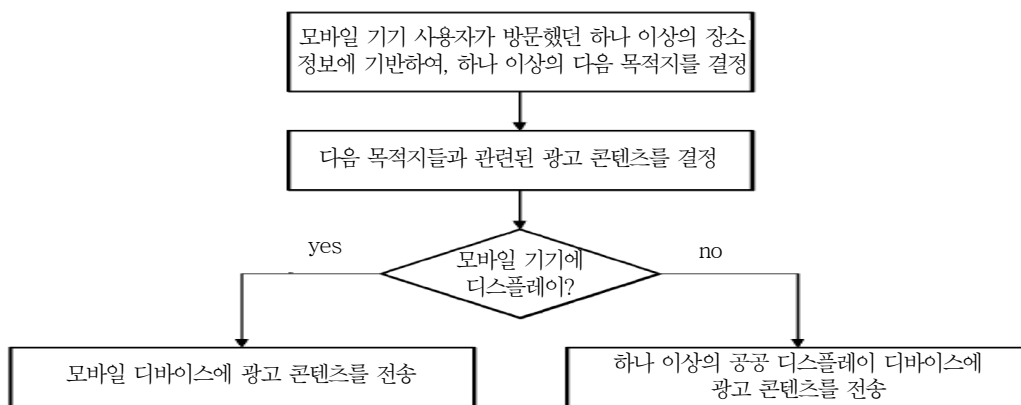 모바일 기기 사용자가 방문했던 하나 이상의 장소
정보에 기반하여, 하나 이상의 다음 목적지를 결정
다음 목적지들과 관련된 광고 콘텐츠를 결정
yes
모바일 기기에
디스플레이?
no
모바일 디바이스에 광고 콘텐츠를 전송
하나 이상의 공공 디스플레이 디바이스에
광고 콘텐츠를 전송